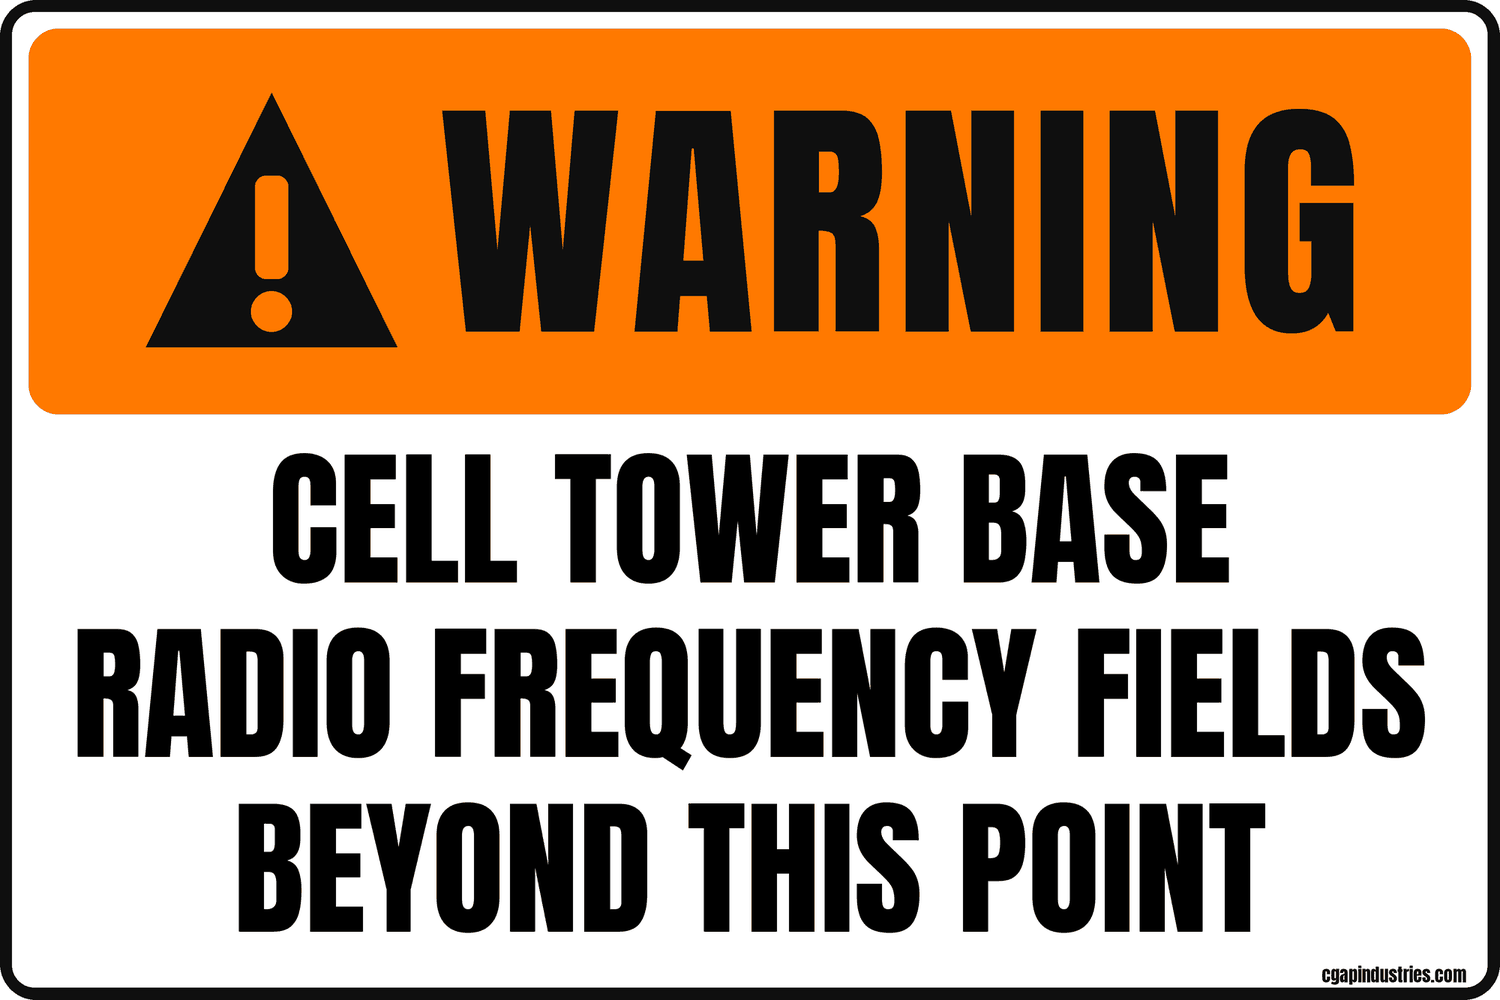 WARNING
CELL TOWER BASE
RADIO FREQUENCY FIELDS
BEYOND THIS POINT
cgapindustries.com